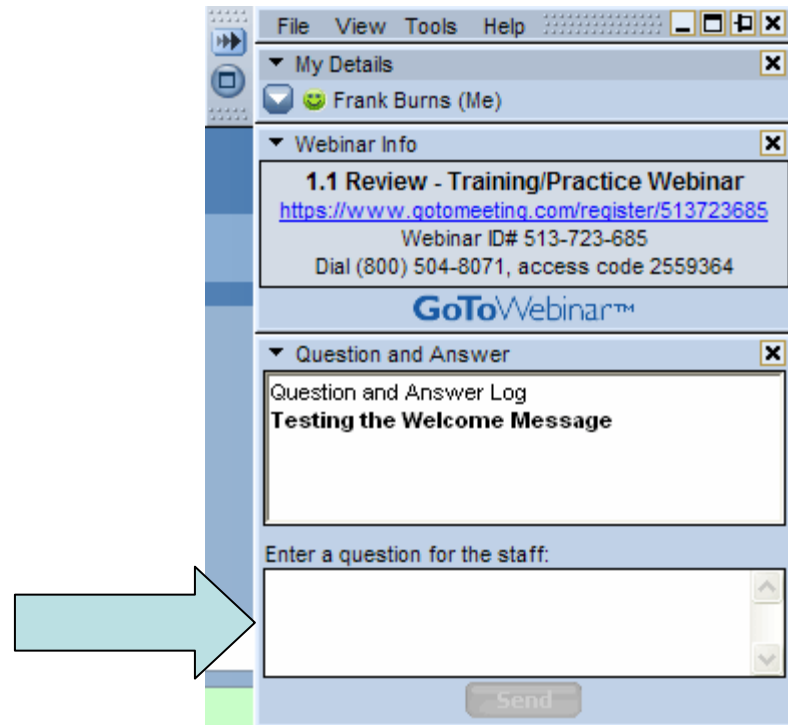 File View Tools Help
My Details
Frank Burns (Me)
Webinar Info
1.1 Review - Training/Practice Webinar
https://www.gotomeeting.com/register/513723685
Webinar ID# 513-723-685
Dial (800) 504-8071, access code 2559364
GoToWebinar™
Question and Answer
Question and Answer Log
Testing the Welcome Message
Enter a question for the staff:
Send